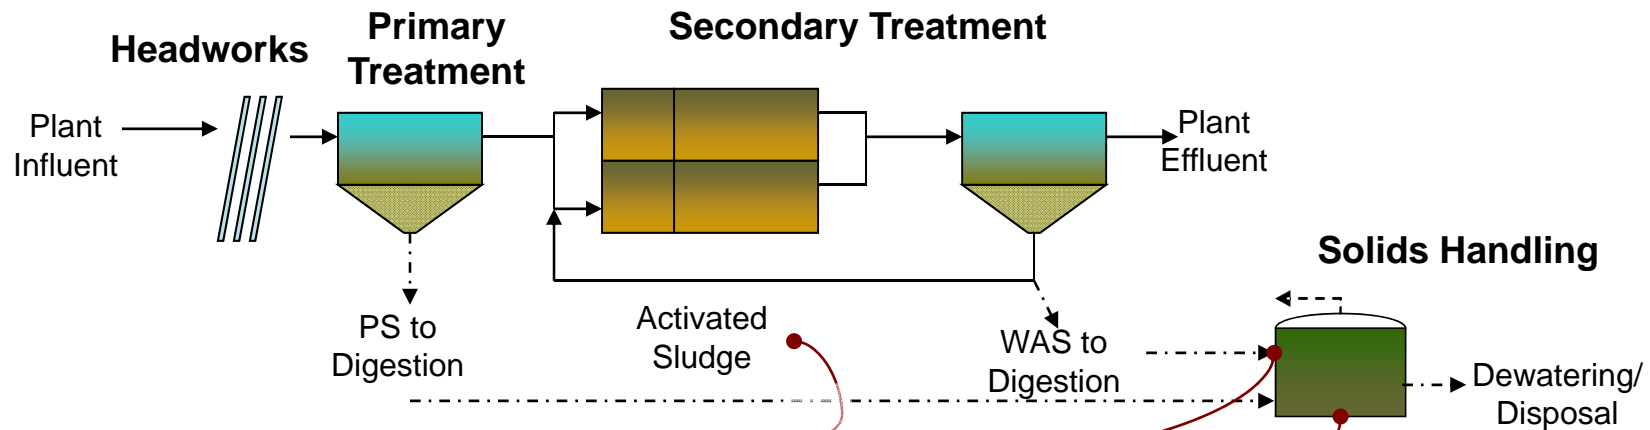 Headworks
Primary
Treatment
Secondary Treatment
Plant
Influent
Plant
Effluent
Solids Handling
PS to
Digestion
Activated
Sludge
WAS to
Digestion
Dewatering/
Disposal